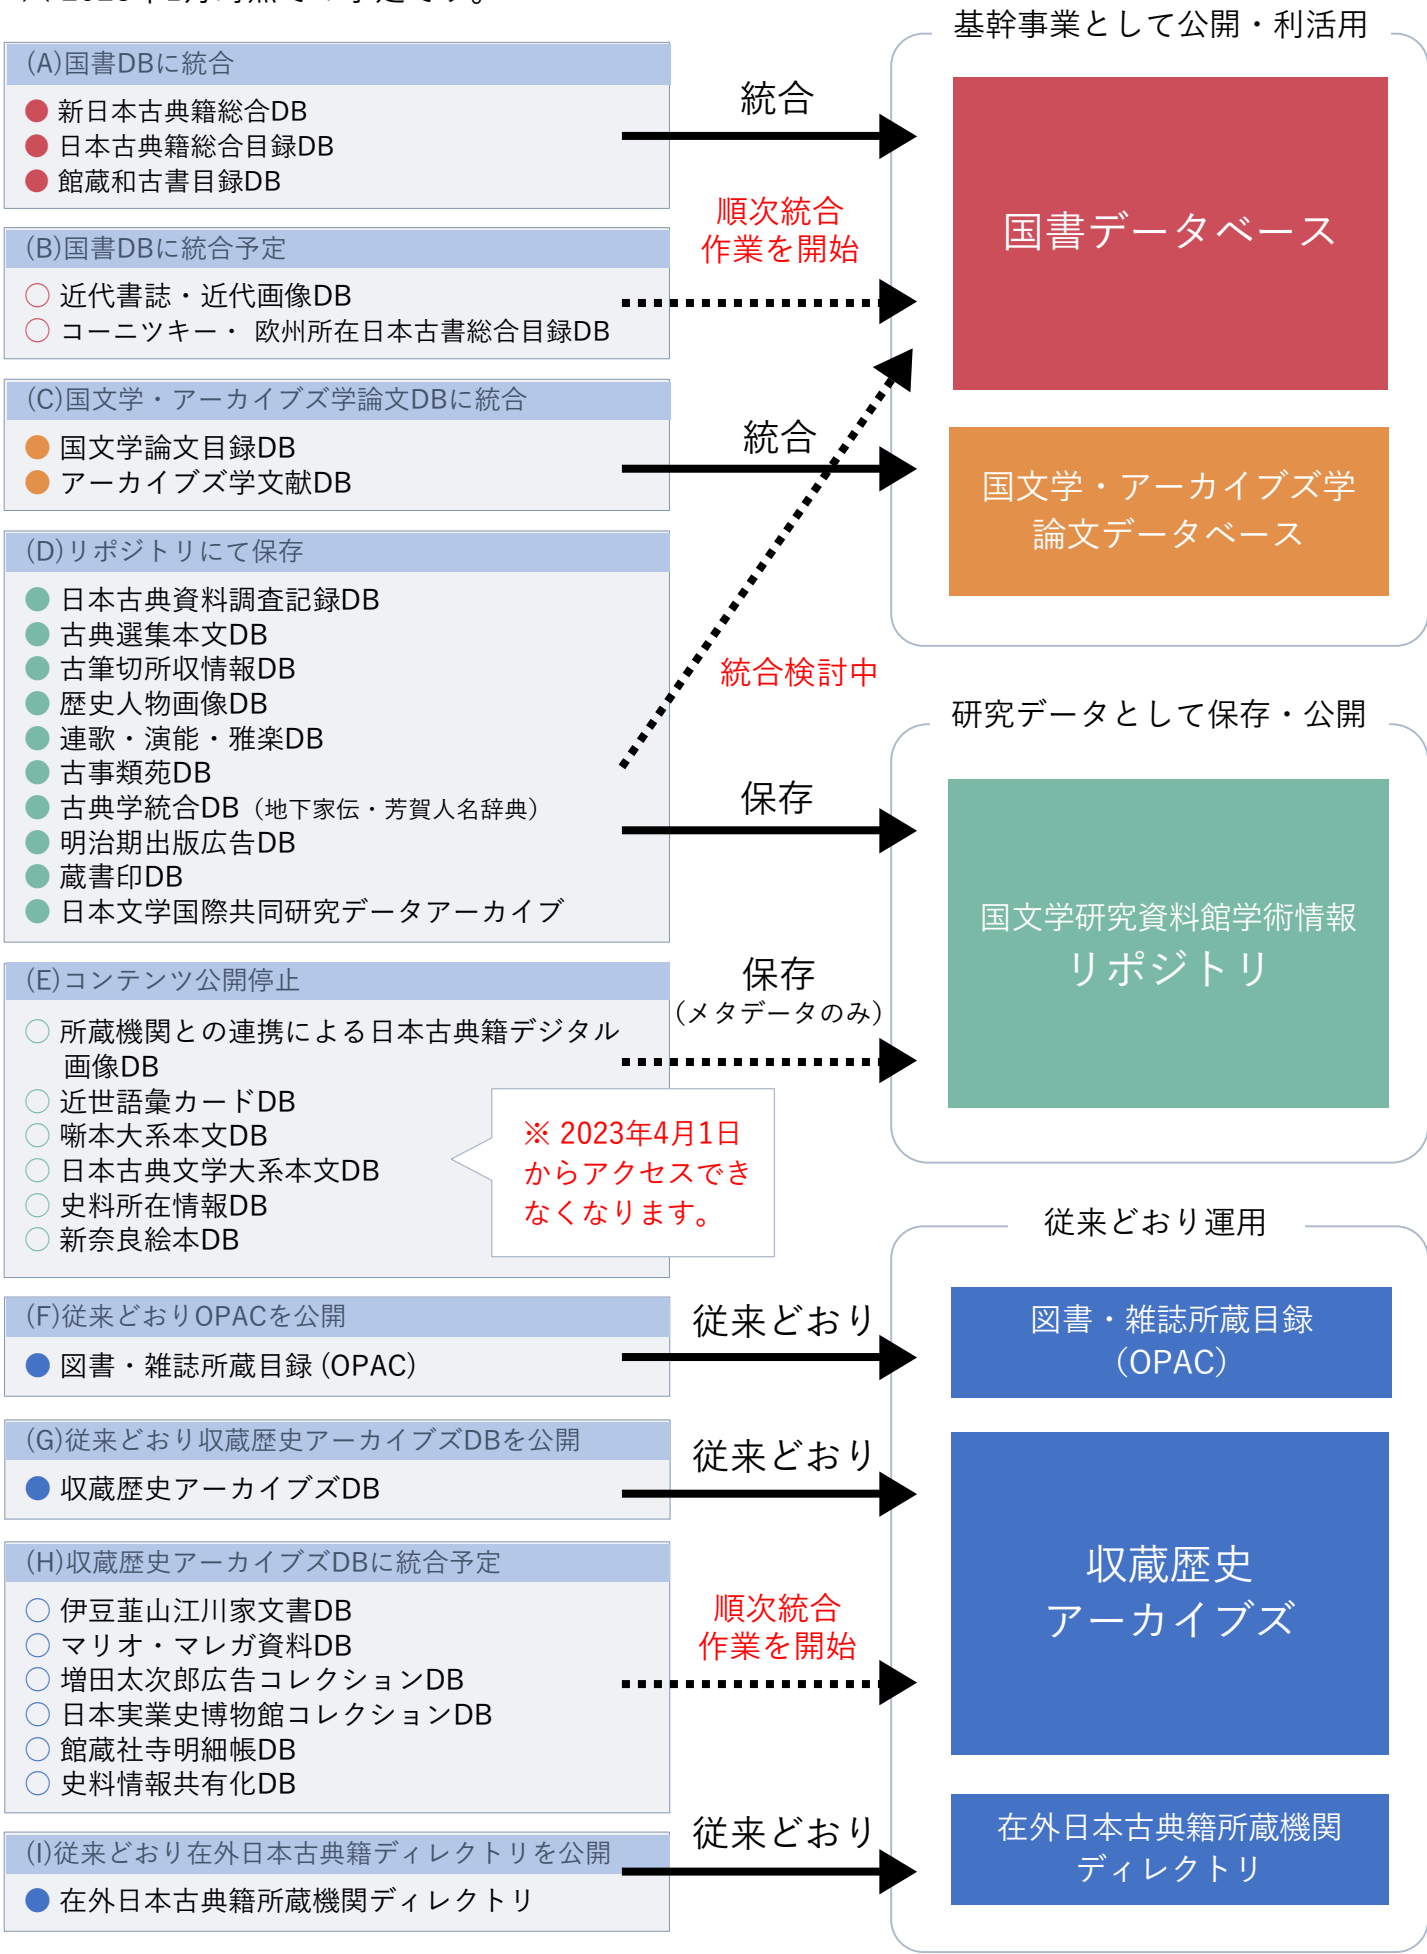 基幹事業として公開・利活用
(A)国書DBに統合
● 新日本古典籍総合DB
● 日本古典籍総合目録DB
● 館蔵和古書目録DB
統合
国書データベース
(B)国書DBに統合予定
○ 近代書誌・近代画像DB
○ コーニツキー・ 欧州所在日本古書総合目録DB
順次統合
作業を開始
(C)国文学・アーカイブズ学論文DBに統合
● 国文学論文目録DB
● アーカイブズ学文献DB
統合
国文学・アーカイブズ学
論文データベース
(D)リポジトリにて保存
● 日本古典資料調査記録DB
● 古典選集本文DB
● 古筆切所収情報DB
● 歴史人物画像DB
● 連歌・演能・雅楽DB
● 古事類苑DB
● 古典学統合DB（地下家伝・芳賀人名辞典）
● 明治期出版広告DB
● 蔵書印DB
● 日本文学国際共同研究データアーカイブ
統合検討中
保存
研究データとして保存・公開
国文学研究資料館学術情報
リポジトリ
(E)コンテンツ公開停止
○ 所蔵機関との連携による日本古典籍デジタル
画像DB
○ 近世語彙カードDB
○ 噺本大系本文DB
○ 日本古典文学大系本文DB
○ 史料所在情報DB
○ 新奈良絵本DB
保存
（メタデータのみ）
※ 2023年4月1日
からアクセスでき
なくなります。
従来どおり運用
(F)従来どおりOPACを公開
● 図書・雑誌所蔵目録 (OPAC)
従来どおり
図書・雑誌所蔵目録
（OPAC）
(G)従来どおり収蔵歴史アーカイブズDBを公開
● 収蔵歴史アーカイブズDB
従来どおり
収蔵歴史
アーカイブズ
(H)収蔵歴史アーカイブズDBに統合予定
○ 伊豆韮山江川家文書DB
○ マリオ・マレガ資料DB
○ 増田太次郎広告コレクションDB
○ 日本実業史博物館コレクションDB
○ 館蔵社寺明細帳DB
○ 史料情報共有化DB
順次統合
作業を開始
(I)従来どおり在外日本古典籍ディレクトリを公開
● 在外日本古典籍所蔵機関ディレクトリ
従来どおり
在外日本古典籍所蔵機関
ディレクトリ